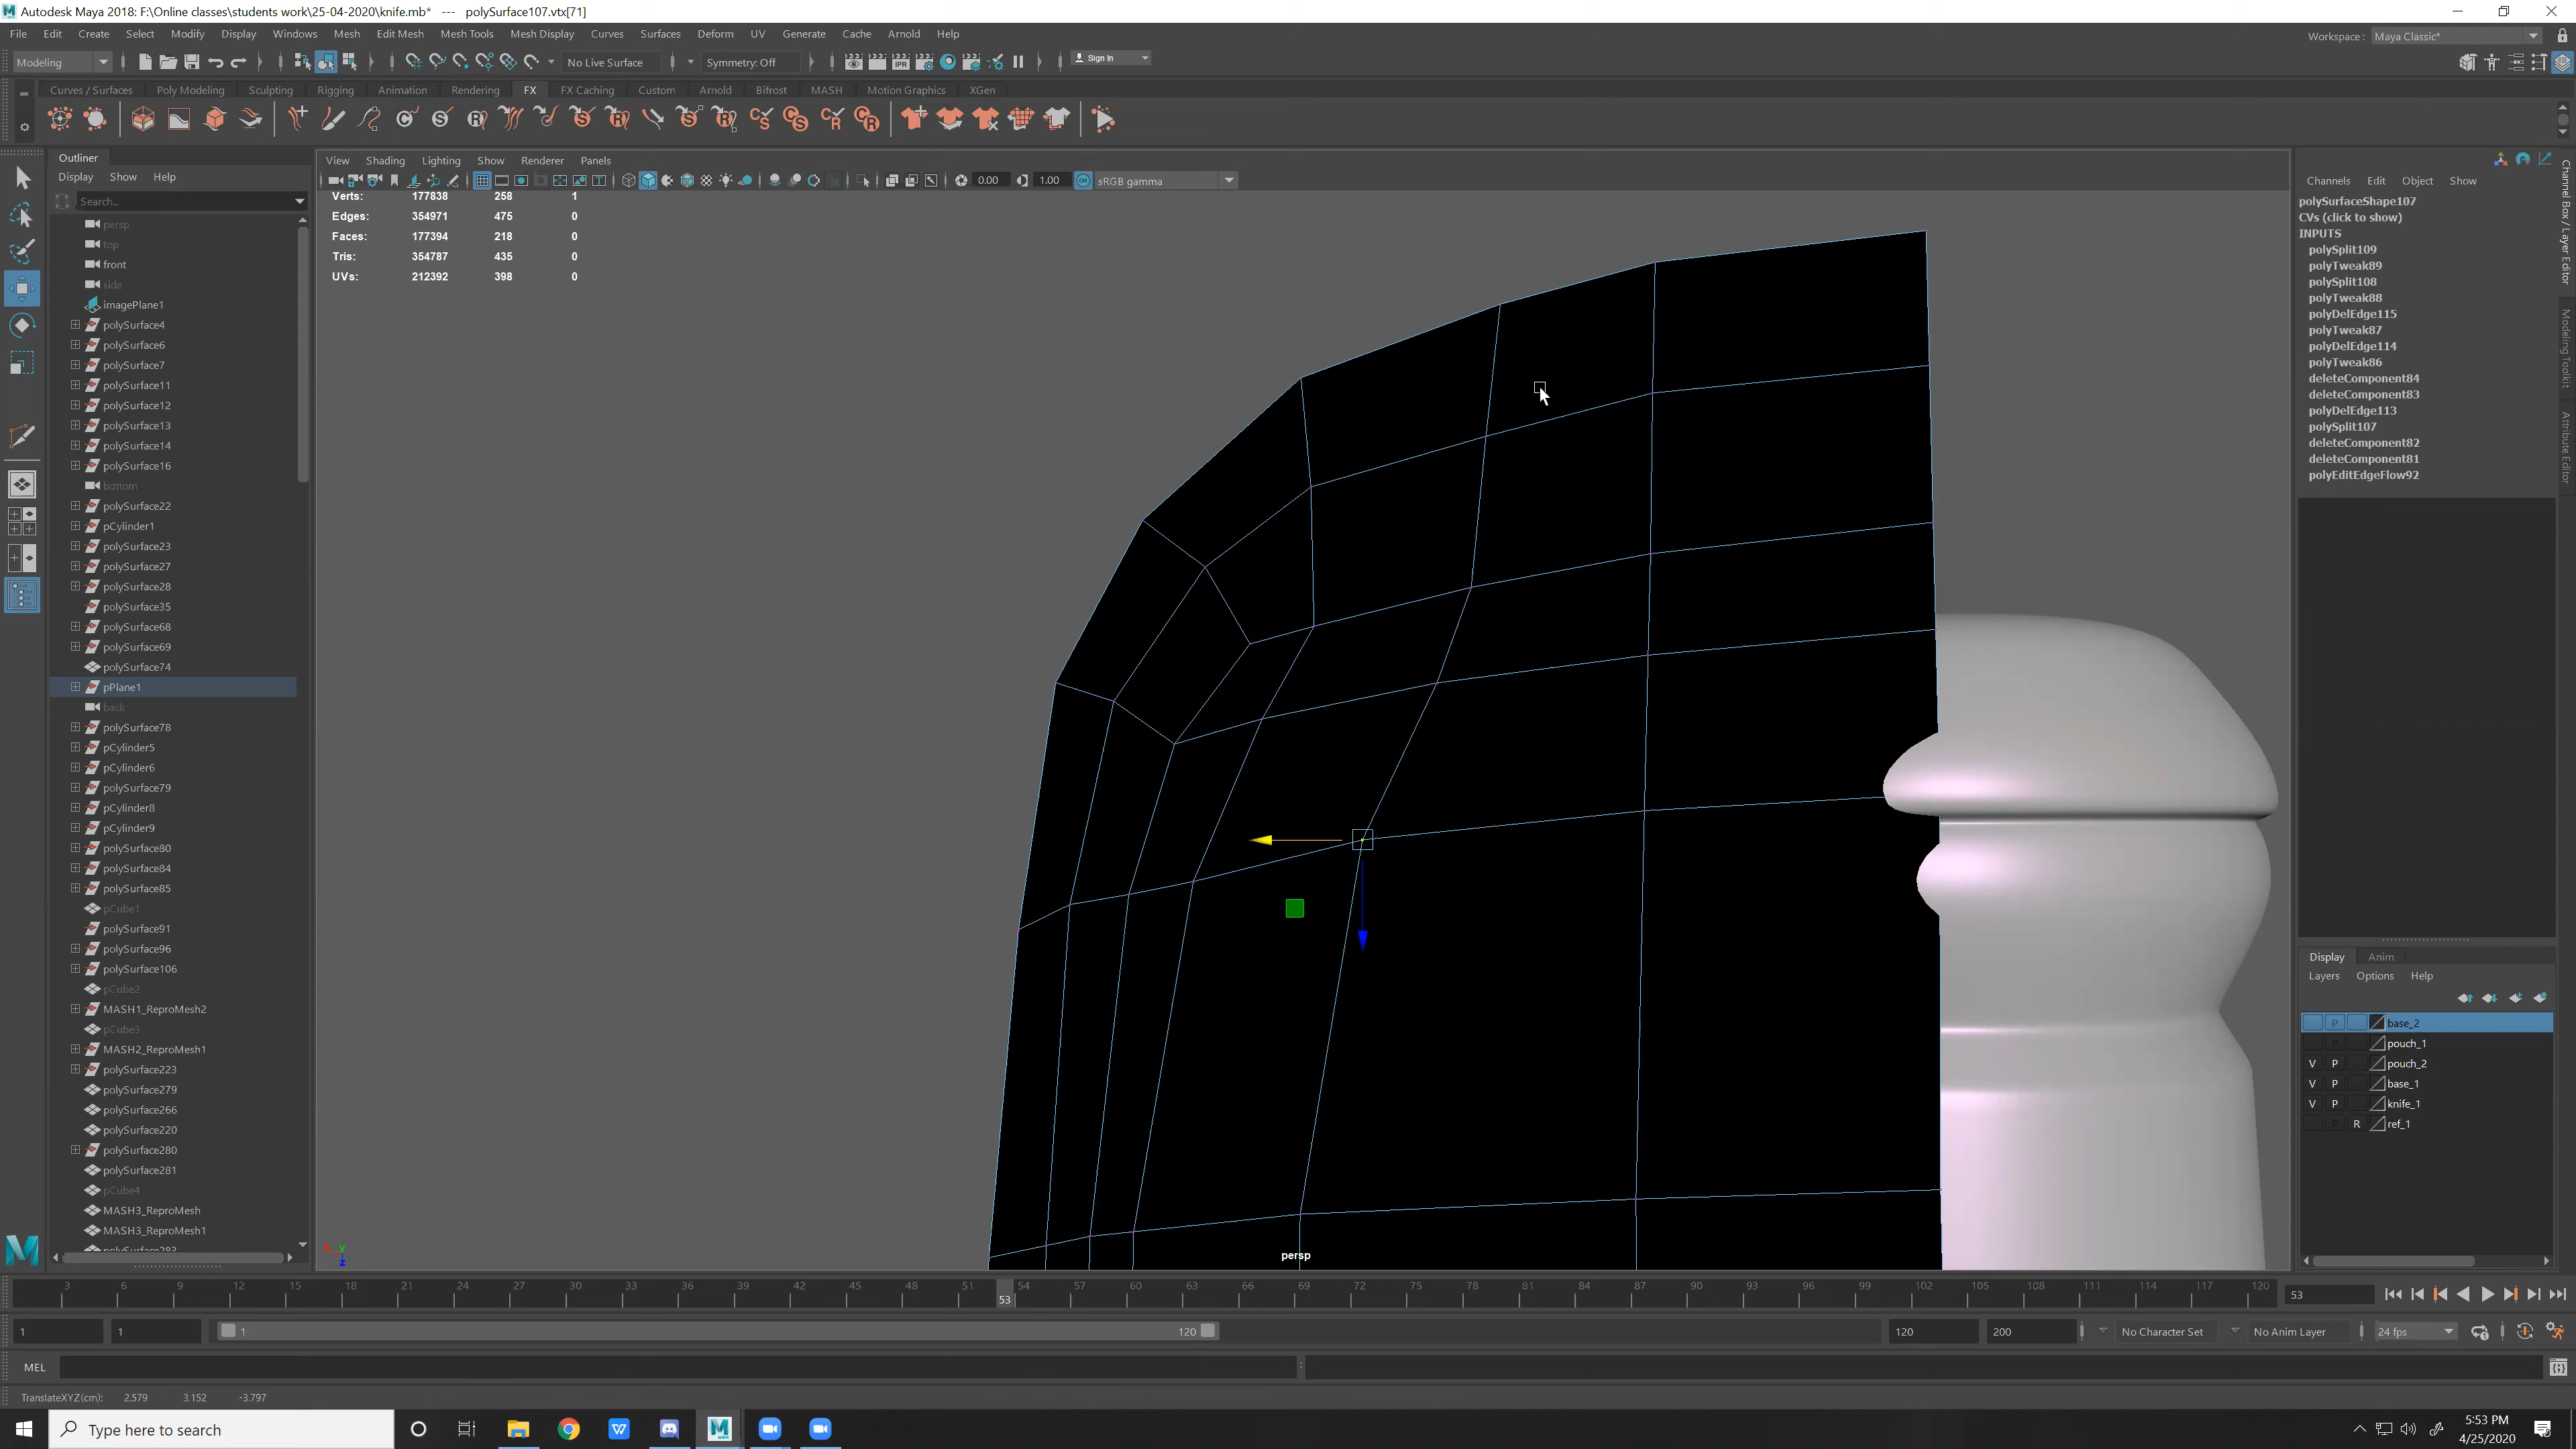 Autodesk Maya 2018: F:\Online classes\students work\25-04-2020\knife.mb* --- polySurface107.vtx[71]
File Edit Create Select Modify Display Windows Mesh Edit Mesh Mesh Tools Mesh Display Curves Surfaces Deform UV Generate Cache Arnold Help
Workspace : Maya Classic*
Modeling No Live Surface Symmetry: Off Sign In
Curves / Surfaces Poly Modeling Sculpting Rigging Animation Rendering FX FX Caching Custom Arnold Bifrost MASH Motion Graphics XGen
Outliner
Display Show Help
Search...
persp
top
front
side
imagePlane1
polySurface4
polySurface6
polySurface7
polySurface11
polySurface12
polySurface13
polySurface14
polySurface16
bottom
polySurface22
pCylinder1
polySurface23
polySurface27
polySurface28
polySurface35
polySurface68
polySurface69
polySurface74
pPlane1
back
polySurface78
pCylinder5
pCylinder6
polySurface79
pCylinder8
pCylinder9
polySurface80
polySurface84
polySurface85
pCube1
polySurface91
polySurface96
polySurface106
pCube2
MASH1_ReproMesh2
pCube3
MASH2_ReproMesh1
polySurface223
polySurface279
polySurface266
polySurface220
polySurface280
polySurface281
pCube4
MASH3_ReproMesh
MASH3_ReproMesh1
polySurface283
View Shading Lighting Show Renderer Panels
0.00 1.00 sRGB gamma
Verts: 177838 258 1
Edges: 354971 475 0
Faces: 177394 218 0
Tris: 354787 435 0
UVs: 212392 398 0
persp
Channels Edit Object Show
polySurfaceShape107
CVs (click to show)
INPUTS
polySplit109
polyTweak89
polySplit108
polyTweak88
polyDelEdge115
polyTweak87
polyDelEdge114
polyTweak86
deleteComponent84
deleteComponent83
polyDelEdge113
polySplit107
deleteComponent82
deleteComponent81
polyEditEdgeFlow92
Channel Box / Layer Editor
Modeling Toolkit
Attribute Editor
Display Anim
Layers Options Help
P base_2
P pouch_1
V P pouch_2
V P base_1
V P knife_1
P R ref_1
3 6 9 12 15 18 21 24 27 30 33 36 39 42 45 48 51 54 57 60 63 66 69 72 75 78 81 84 87 90 93 96 99 102 105 108 111 114 117 120
53
53
1 1 1 120 120 200 No Character Set No Anim Layer 24 fps
MEL
TranslateXYZ(cm): 2.579 3.152 -3.797
Type here to search
5:53 PM
4/25/2020